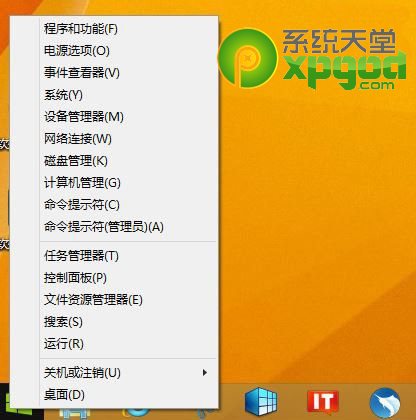 程序和功能(F)
电源选项(O)
事件查看器(V)
系统(Y)
设备管理器(M)
网络连接(W)
磁盘管理(K)
计算机管理(G)
命令提示符(C)
命令提示符(管理员)(A)
任务管理器(T)
控制面板(P)
文件资源管理器(E)
搜索(S)
运行(R)
关机或注销(U)
桌面(D)
系统天堂
xpgod
.com
IT